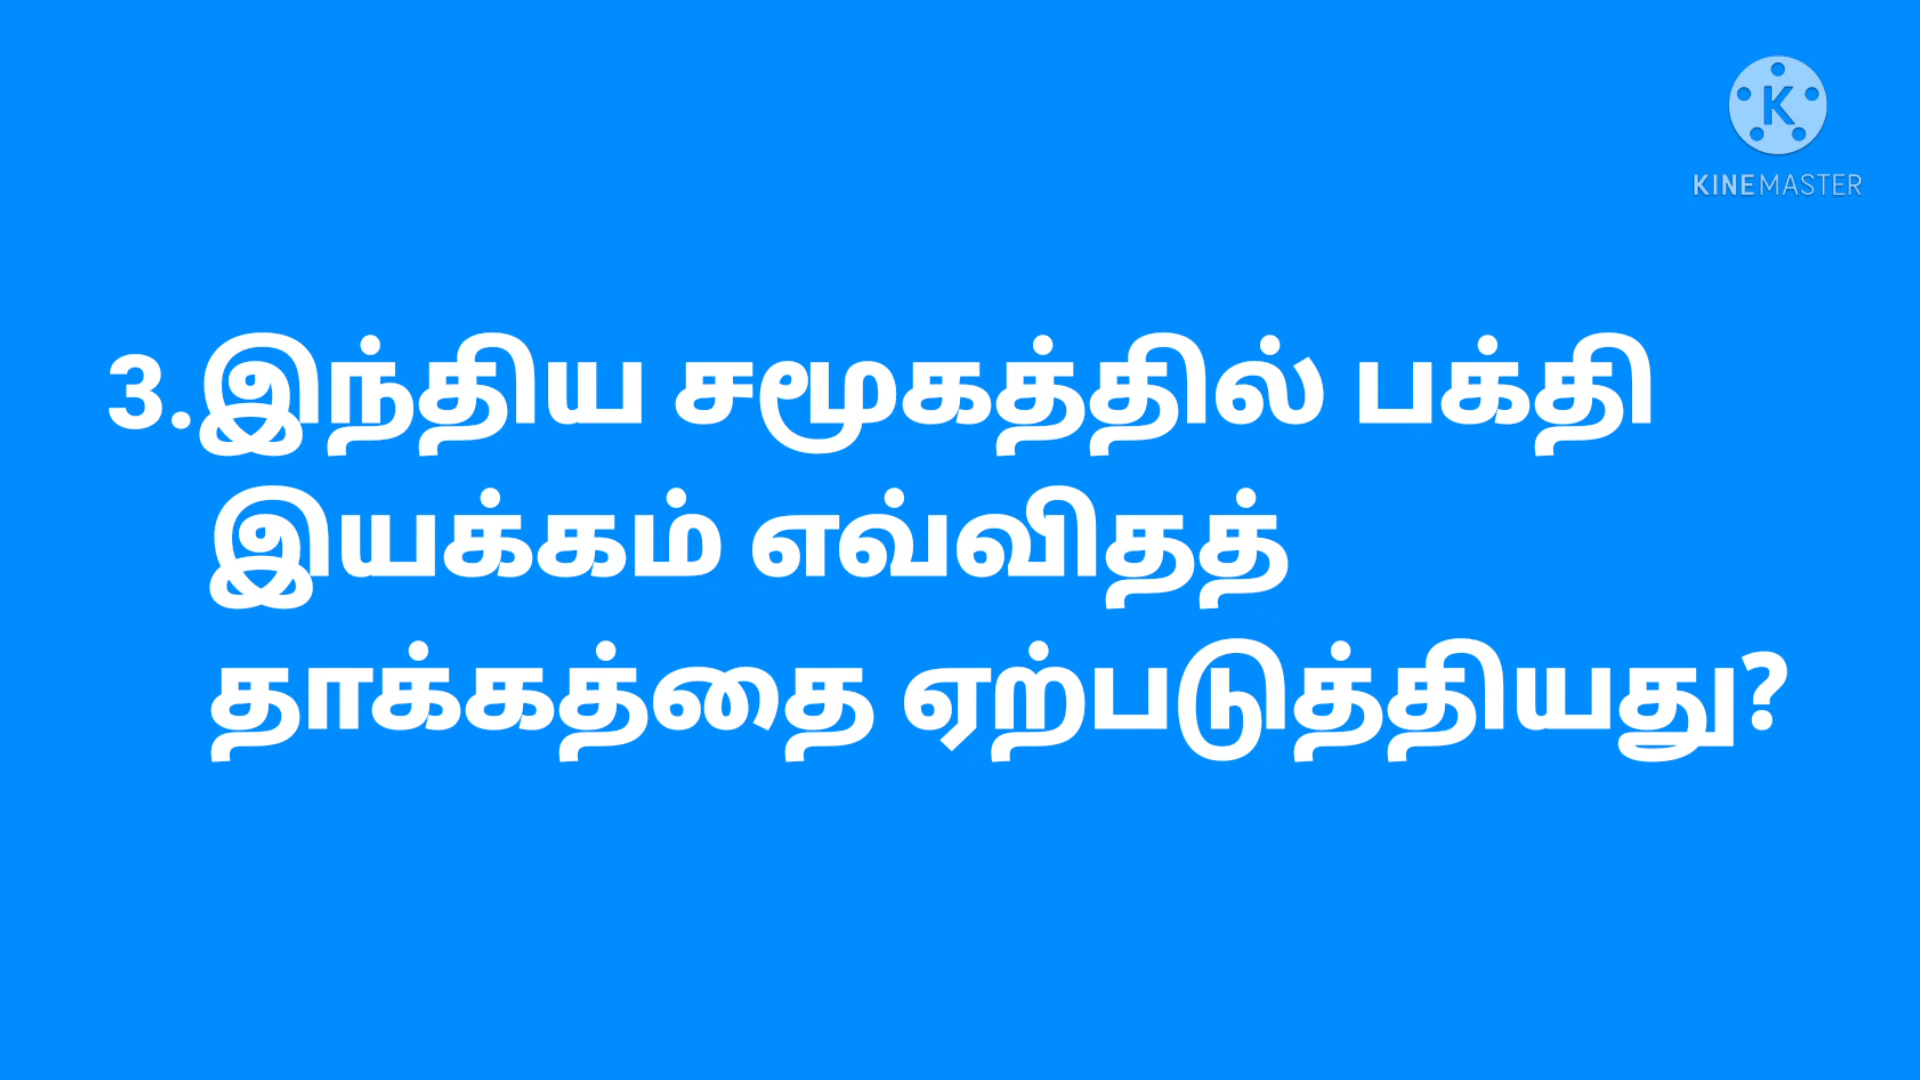 KINEMASTER
3.இந்திய சமூகத்தில் பக்தி
இயக்கம் எவ்விதத்
தாக்கத்தை ஏற்படுத்தியது?